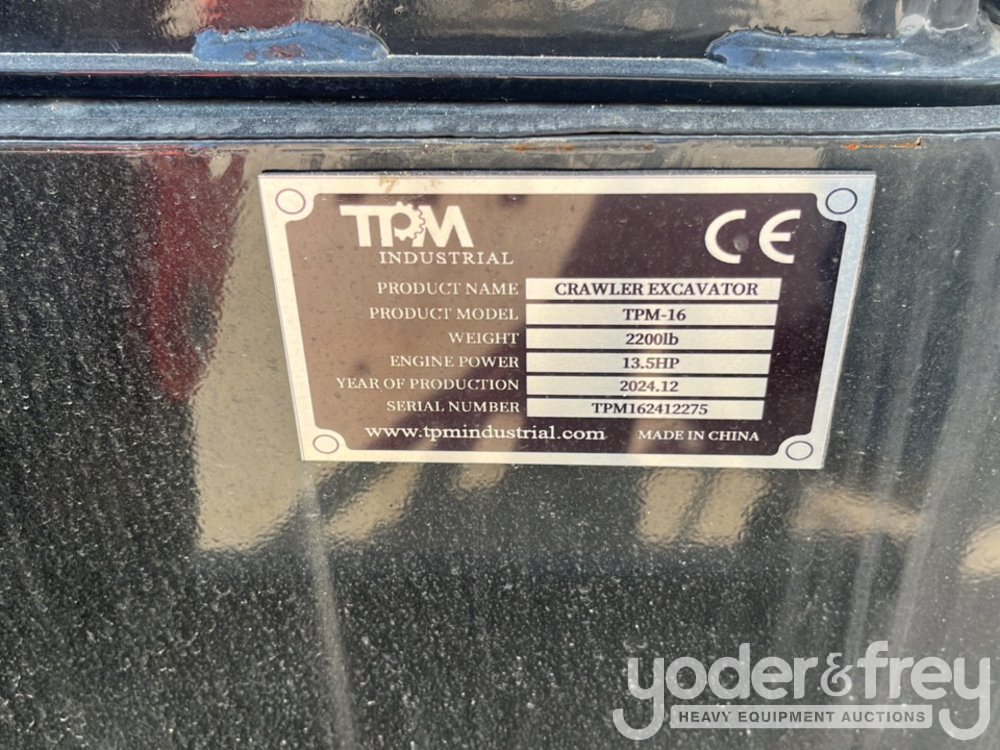 TPM
INDUSTRIAL
CE
PRODUCT NAME CRAWLER EXCAVATOR
PRODUCT MODEL TPM-16
WEIGHT 2200lb
ENGINE POWER 13.5HP
YEAR OF PRODUCTION 2024.12
SERIAL NUMBER TPM162412275
www.tpmindustrial.com MADE IN CHINA
yoder&frey
HEAVY EQUIPMENT AUCTIONS